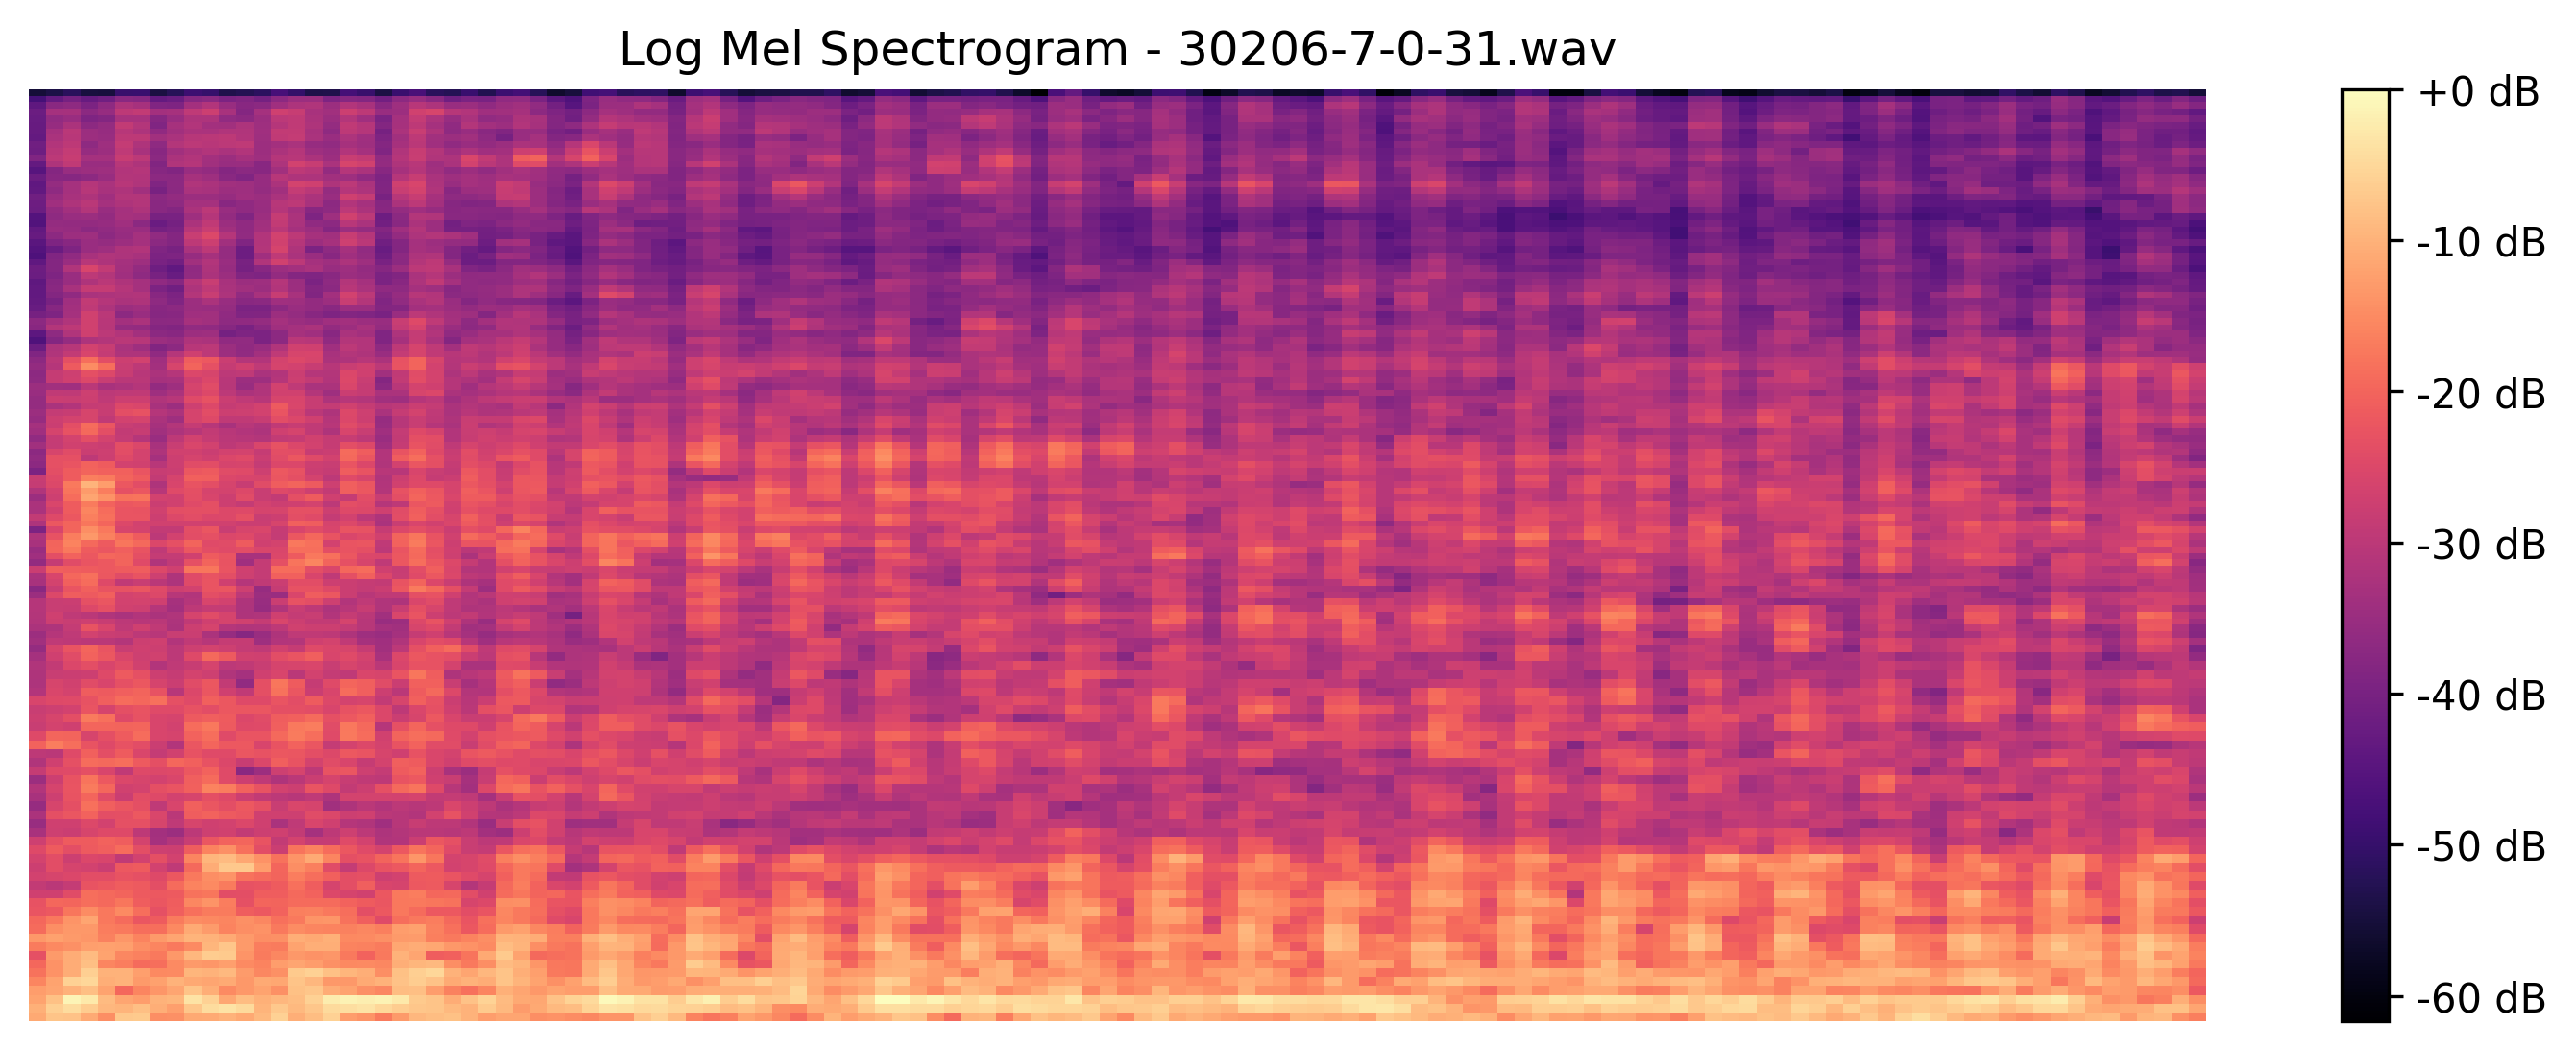 Log Mel Spectrogram - 30206-7-0-31.wav
+0 dB
-10 dB
-20 dB
-30 dB
-40 dB
-50 dB
-60 dB